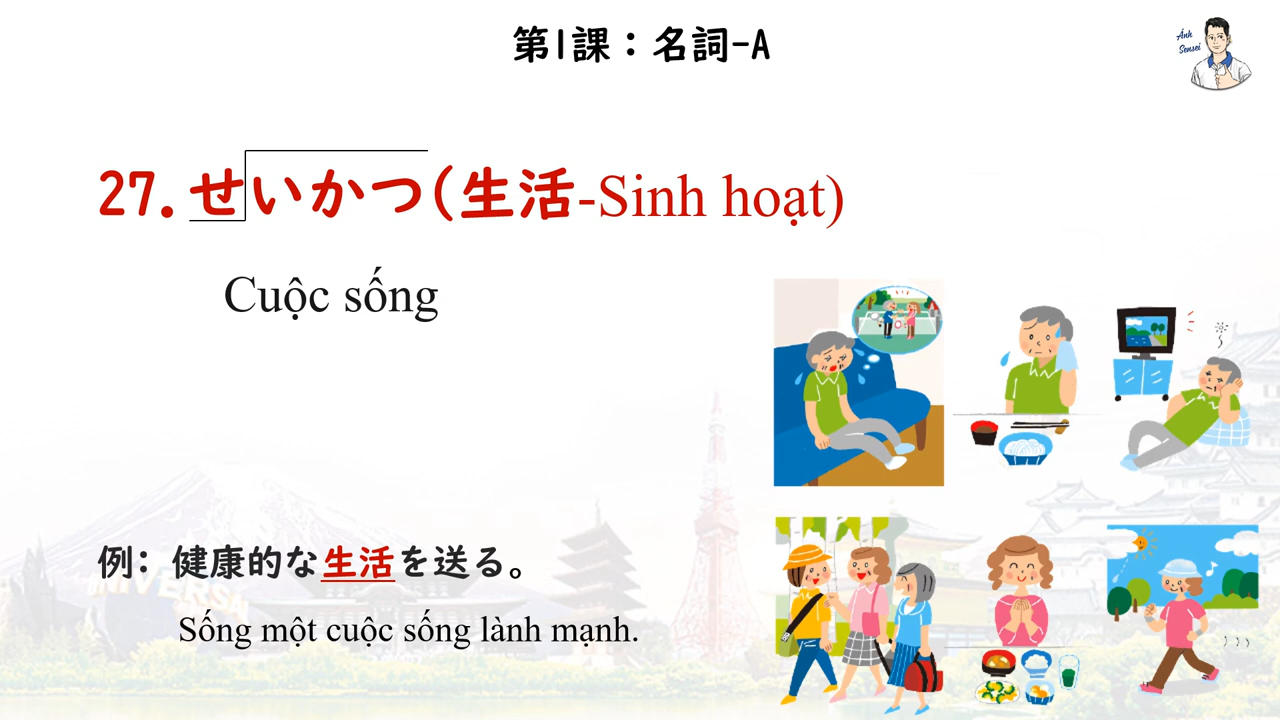 第1課：名詞-A
Ánh
Sensei
27. せいかつ(生活-Sinh hoạt)
Cuộc sống
例: 健康的な生活を送る。
Sống một cuộc sống lành mạnh.